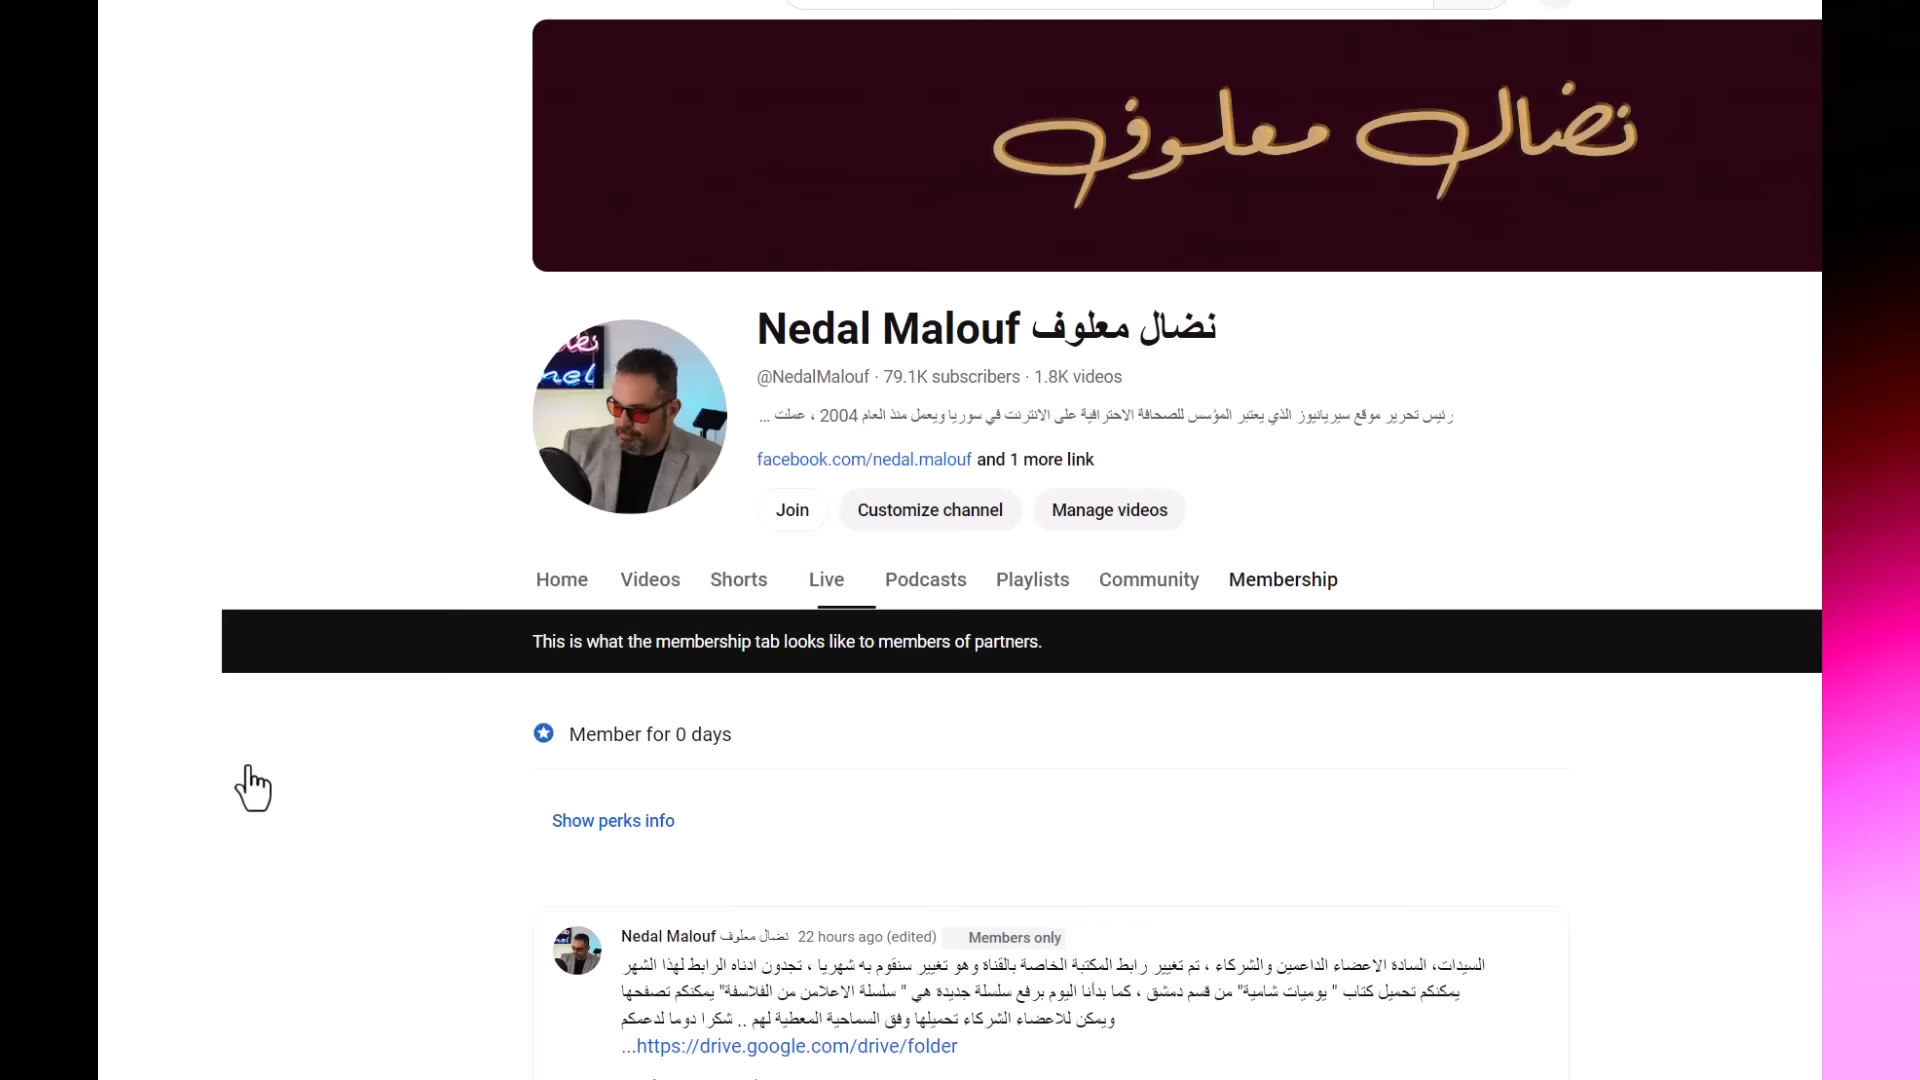 نضال معلوف
Nedal Malouf نضال معلوف
@NedalMalouf · 79.1K subscribers · 1.8K videos
رئيس تحرير موقع سيريانيوز الذي يعتبر المؤسس للصحافة الاحترافية على الانترنت في سوريا ويعمل منذ العام 2004 ، عملت ...
facebook.com/nedal.malouf and 1 more link
Join Customize channel Manage videos
Home Videos Shorts Live Podcasts Playlists Community Membership
This is what the membership tab looks like to members of partners.
Member for 0 days
Show perks info
Nedal Malouf نضال معلوف 22 hours ago (edited) Members only
السيدات، السادة الاعضاء الداعمين والشركاء ، تم تغيير رابط المكتبة الخاصة بالقناة وهو تغيير سنقوم به شهريا ، تجدون ادناه الرابط لهذا الشهر
يمكنكم تحميل كتاب " يوميات شامية" من قسم دمشق ، كما بدأنا اليوم برفع سلسلة جديدة هي " سلسلة الاعلامن من الفلاسفة" يمكنكم تصفحها
ويمكن للاعضاء الشركاء تحميلها وفق السماحية المعطية لهم .. شكرا دوما لدعمكم
...https://drive.google.com/drive/folder